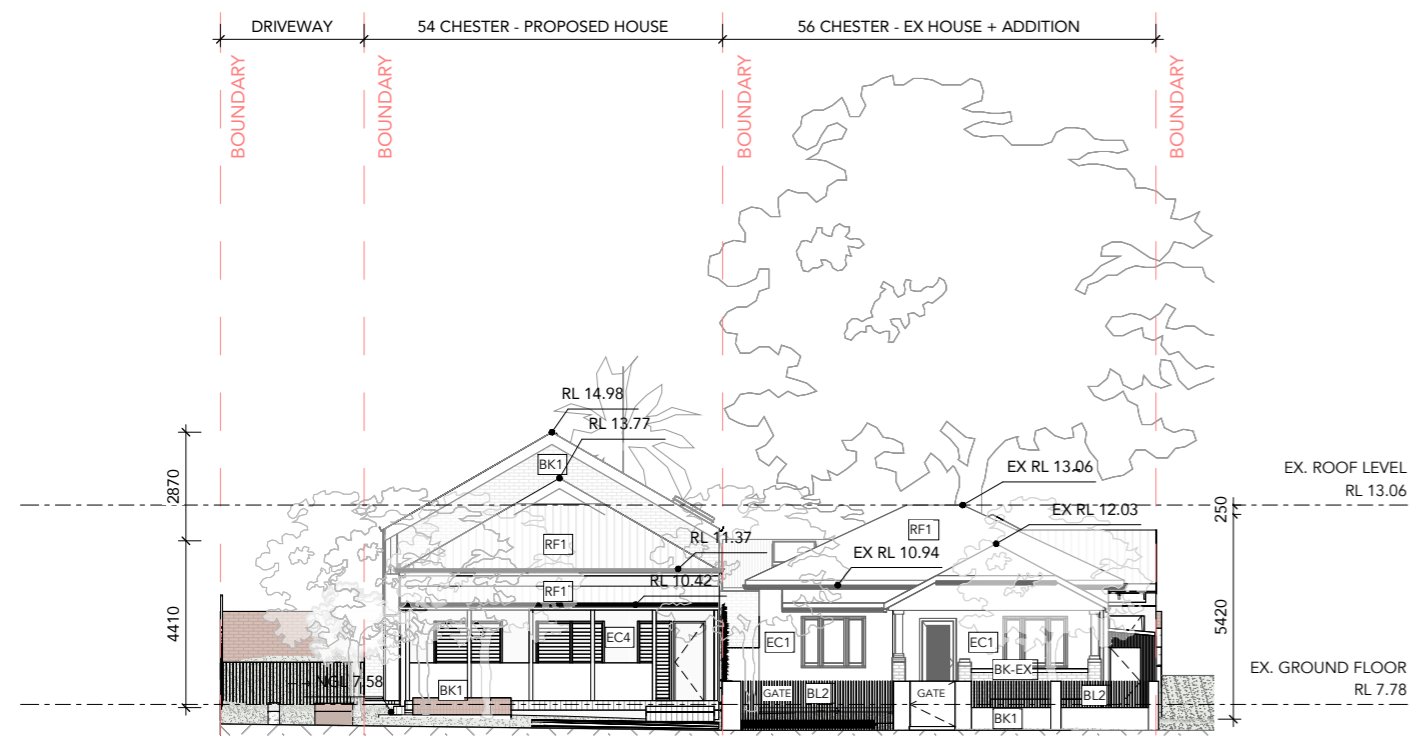 DRIVEWAY
54 CHESTER - PROPOSED HOUSE
56 CHESTER - EX HOUSE + ADDITION
BOUNDARY
BOUNDARY
BOUNDARY
BOUNDARY
RL 14.98
RL 13.77
BK1
EX RL 13.06
EX. ROOF LEVEL
RL 13.06
2870
250
EX RL 12.03
RF1
RF1
RL 11.37
EX RL 10.94
RL 10.42
RF1
4410
5420
EC4
EC1
EC1
BK-EX
EX. GROUND FLOOR
RL 7.78
NGL 7.58
BK1
GATE
BL2
GATE
BL2
BK1